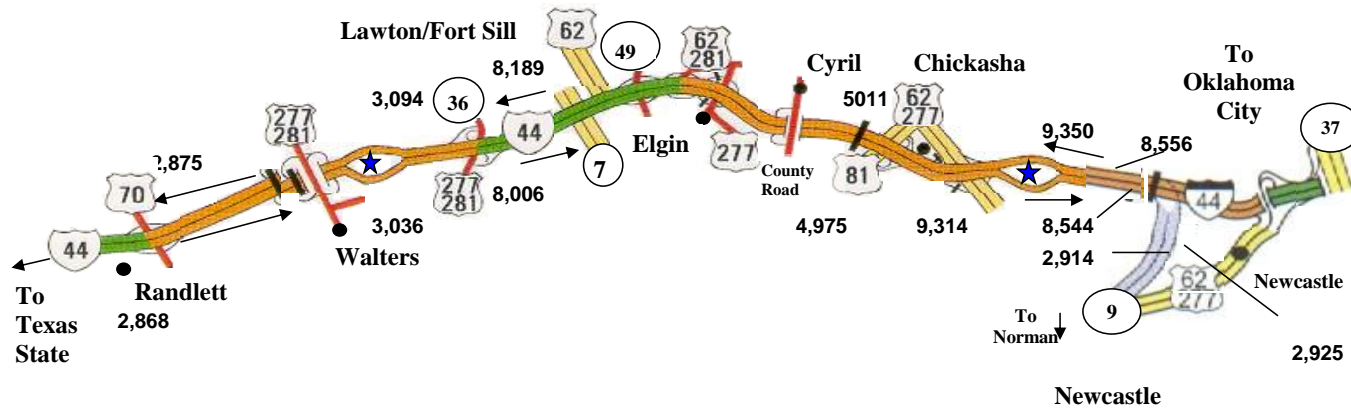 Lawton/Fort Sill
62
49
62
281
Cyril
Chickasha
To
Oklahoma
City
8,189
3,094
36
5011
62
277
37
277
281
44
9,350
8,556
Elgin
277
7
County
Road
81
70
277
281
8,006
44
3,036
4,975
9,314
8,544
44
Walters
2,914
Newcastle
62
277
Randlett
To
Texas
State
2,868
To
Norman
9
2,925
Newcastle